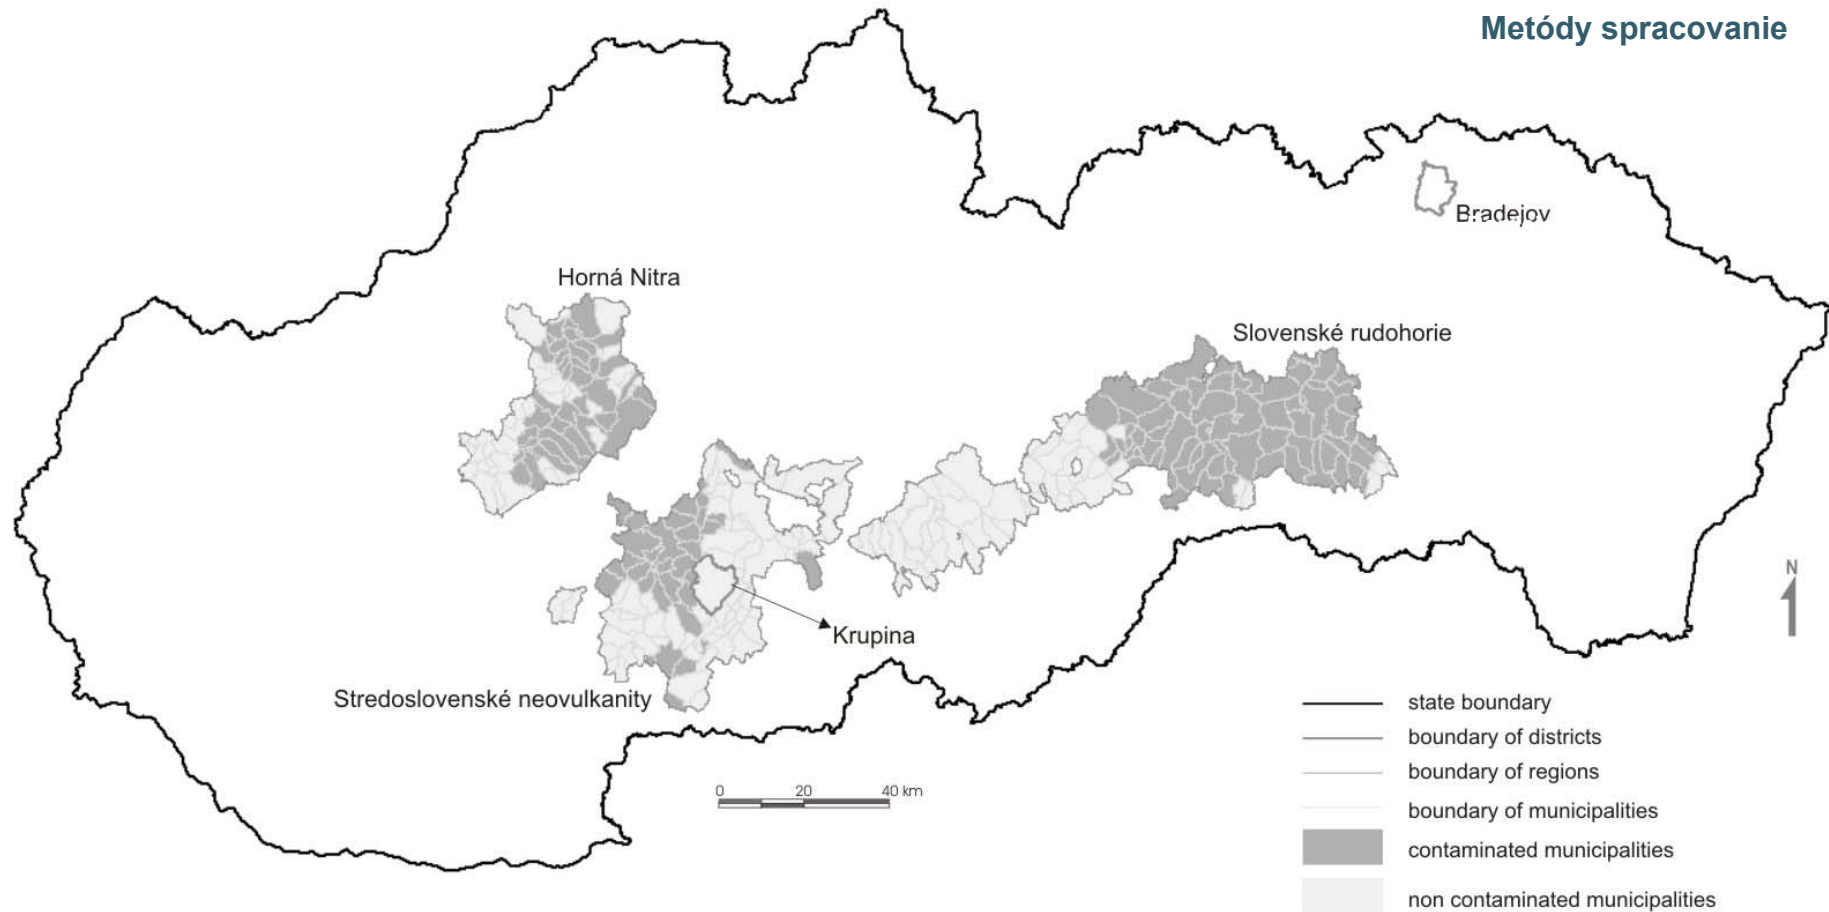 Metódy spracovanie
Bradejov
Horná Nitra
Slovenské rudohorie
N
Krupina
Stredoslovenské neovulkanity
0 20 40 km
state boundary
boundary of districts
boundary of regions
boundary of municipalities
contaminated municipalities
non contaminated municipalities